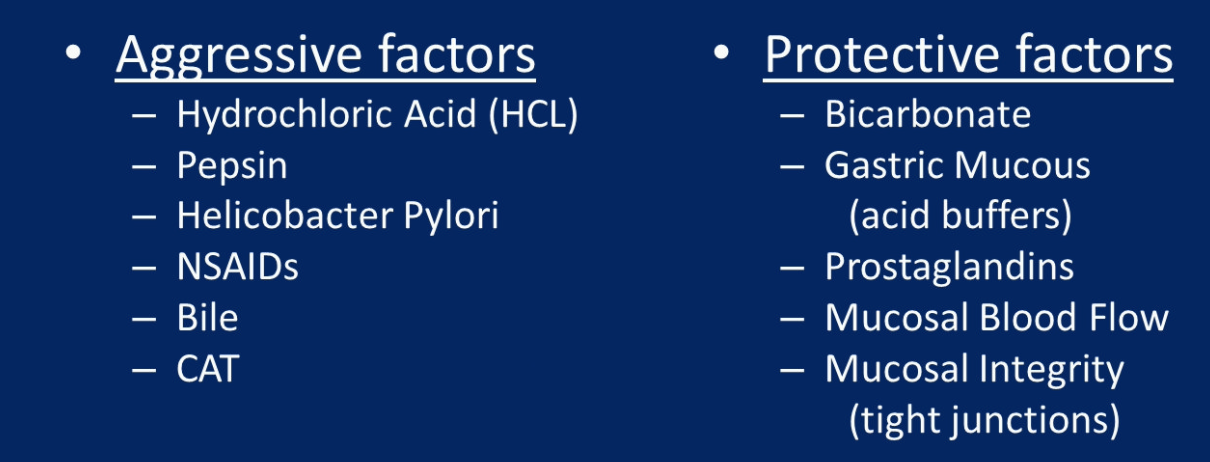 • Aggressive factors
– Hydrochloric Acid (HCL)
– Pepsin
– Helicobacter Pylori
– NSAIDs
– Bile
– CAT
• Protective factors
– Bicarbonate
– Gastric Mucous
(acid buffers)
– Prostaglandins
– Mucosal Blood Flow
– Mucosal Integrity
(tight junctions)